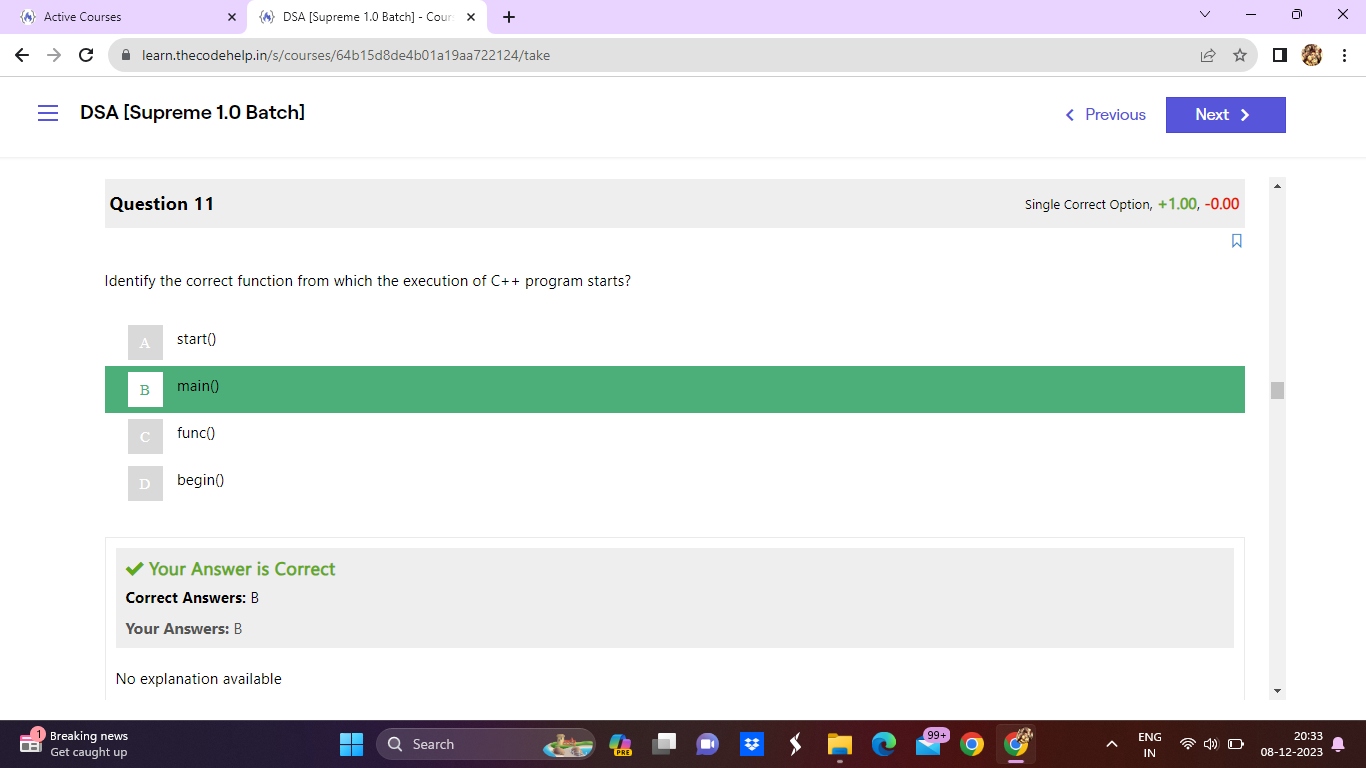 Active Courses
DSA [Supreme 1.0 Batch] - Cour
learn.thecodehelp.in/s/courses/64b15d8de4b01a19aa722124/take
DSA [Supreme 1.0 Batch]
Previous
Next
Question 11
Single Correct Option, +1.00, -0.00
Identify the correct function from which the execution of C++ program starts?
A start()
B main()
C func()
D begin()
Your Answer is Correct
Correct Answers: B
Your Answers: B
No explanation available
1
Breaking news
Get caught up
Search
PRE
99+
ENG
IN
20:33
08-12-2023